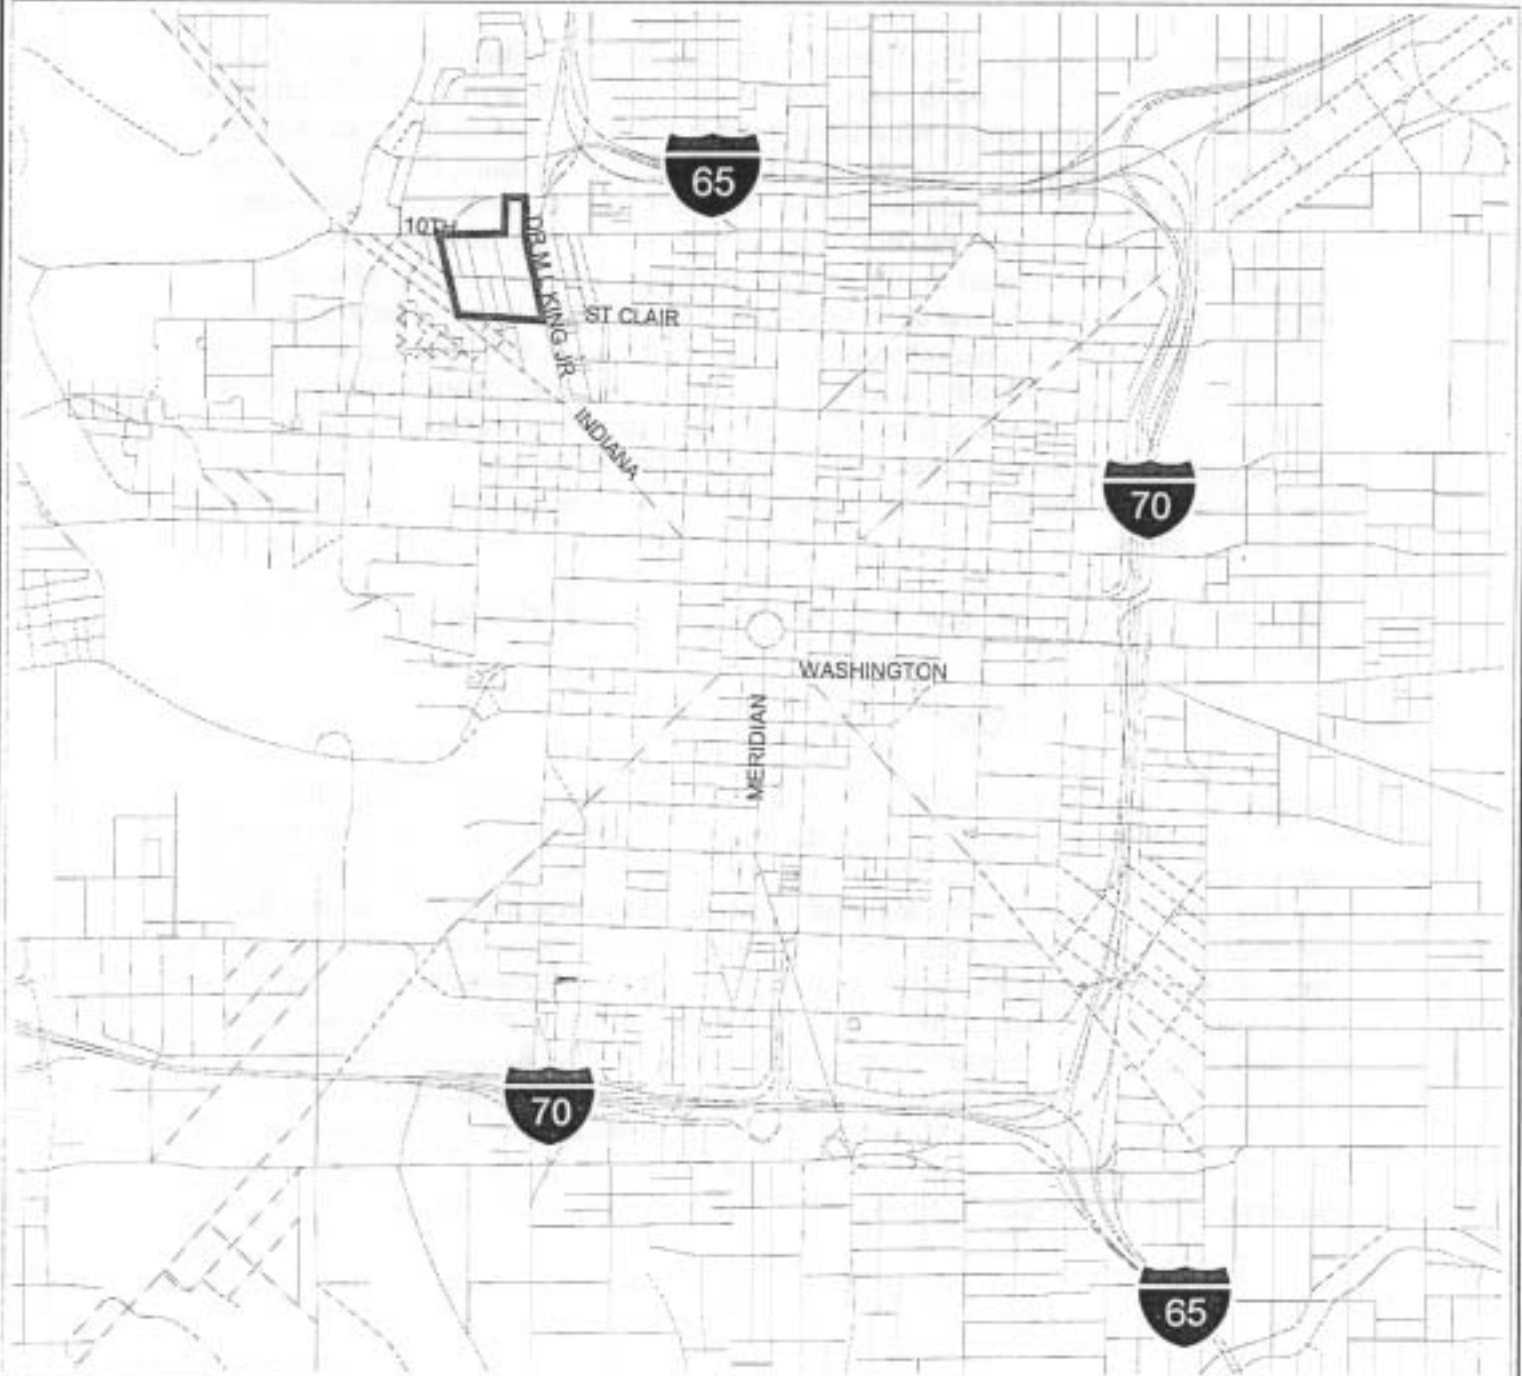 65
10TH
DR M L KING JR
ST CLAIR
INDIANA
70
WASHINGTON
MERIDIAN
70
65